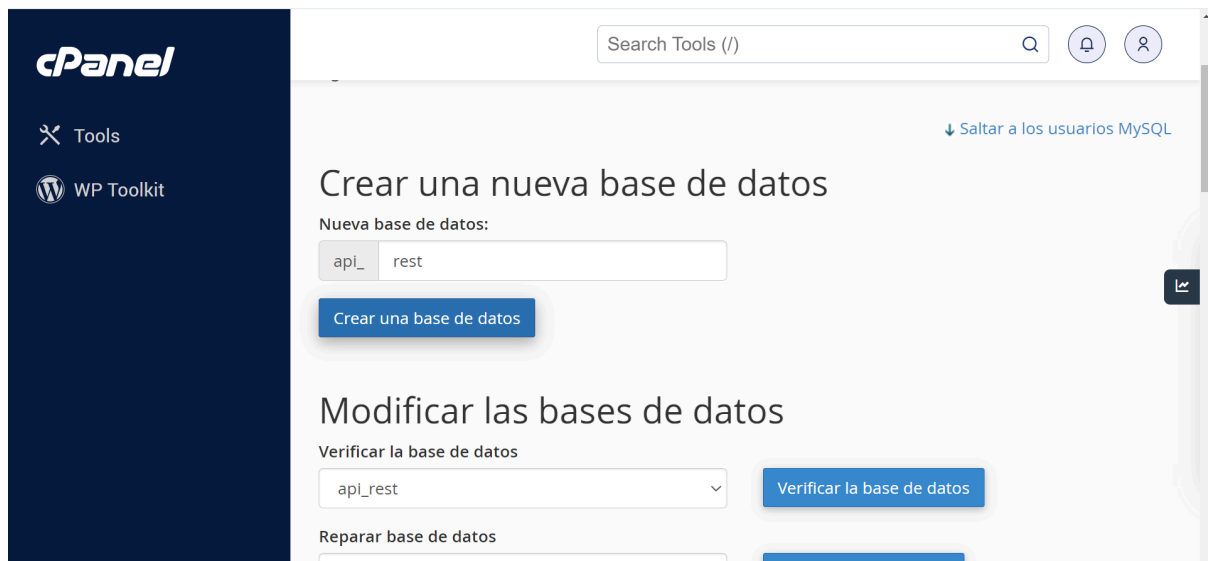 cPanel
Search Tools (/)
Tools
WP Toolkit
Saltar a los usuarios MySQL
Crear una nueva base de datos
Nueva base de datos:
api_ rest
Crear una base de datos
Modificar las bases de datos
Verificar la base de datos
api_rest Verificar la base de datos
Reparar base de datos